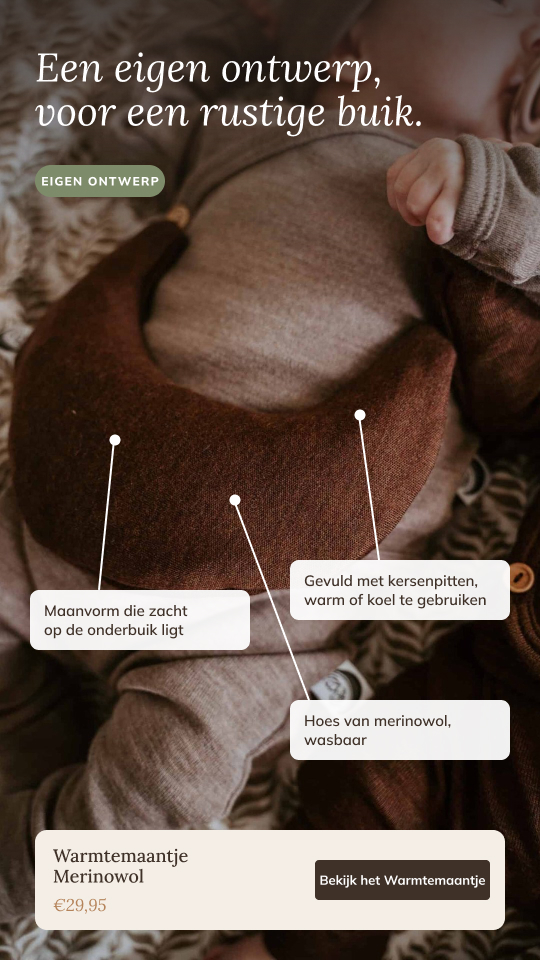 Een eigen ontwerp,
voor een rustige buik.
EIGEN ONTWERP
Gevuld met kersenpitten,
warm of koel te gebruiken
Maanvorm die zacht
op de onderbuik ligt
Hoes van merinowol,
wasbaar
Warmtemaantje
Merinowol
€29,95
Bekijk het Warmtemaantje